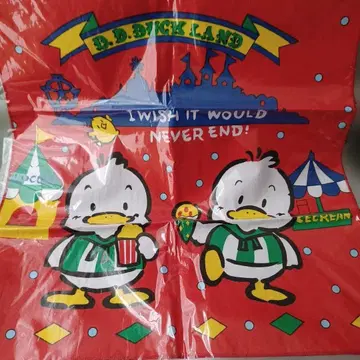 D.D.DUCK LAND
I WISH IT WOULD
NEVER END!